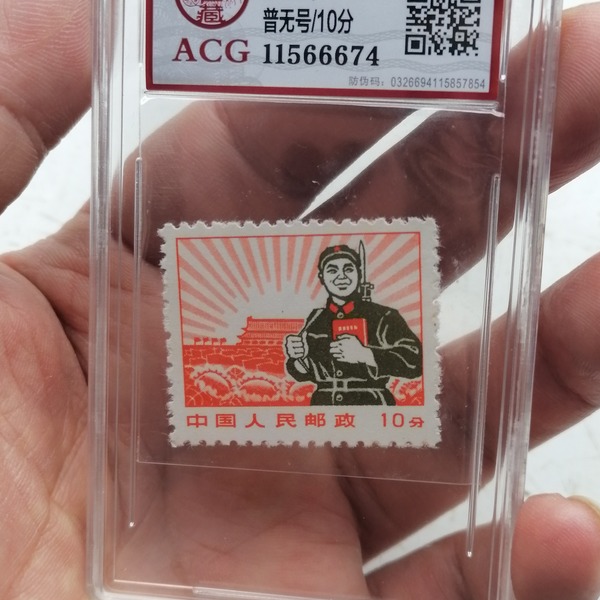 藏
普无号/10分
ACG 11566674
防伪码：0326694115857854
中国人民邮政 10分